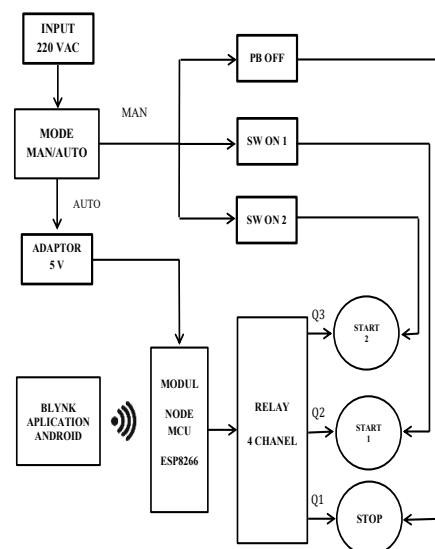 INPUT
220 VAC
PB OFF
MAN
MODE
MAN/AUTO
SW ON 1
AUTO
SW ON 2
ADAPTOR
5 V
Q3
START
2
MODUL
NODE
MCU
ESP8266
RELAY
4 CHANEL
BLYNK
APLICATION
ANDROID
Q2
START
1
Q1
STOP